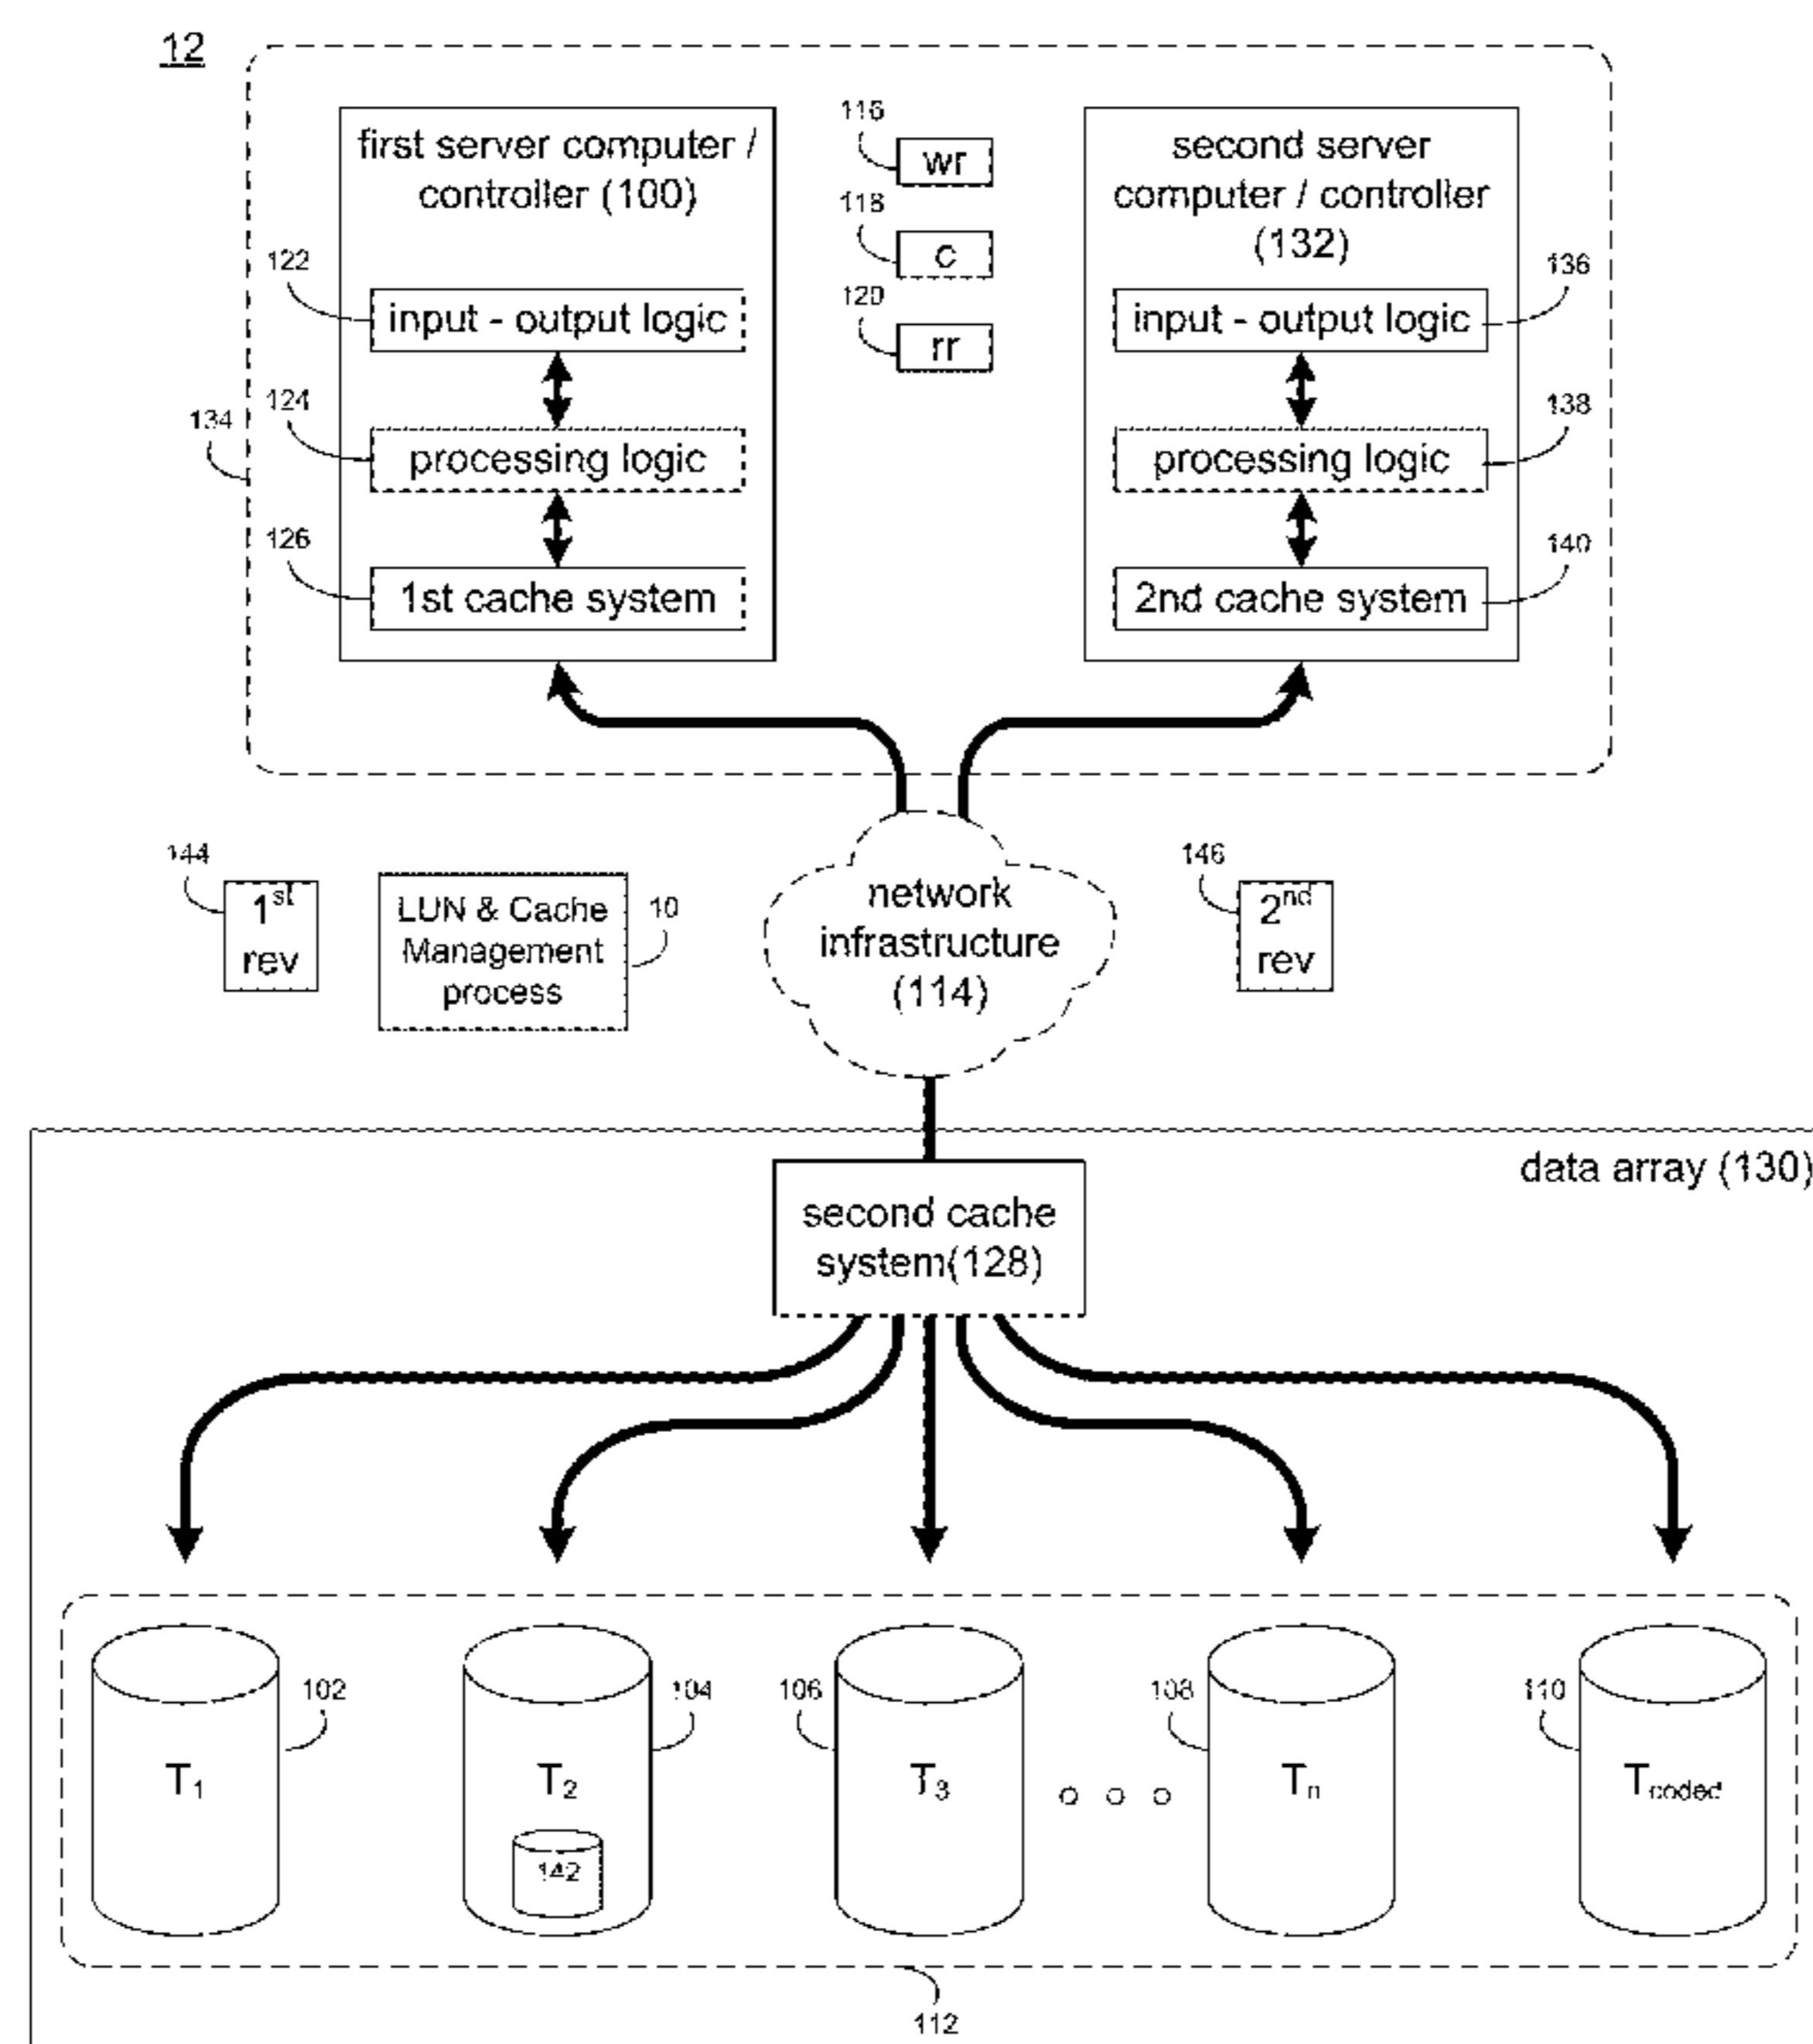 12
first server computer /
controller (100)
122
input - output logic
124
processing logic
126
1st cache system
134
116
wr
118
c
120
rr
second server
computer / controller
(132)
136
input - output logic
138
processing logic
140
2nd cache system
144
1st
rev
LUN & Cache
Management
process
10
network
infrastructure
(114)
146
2nd
rev
data array (130)
second cache
system(128)
102
T1
104
T2
142
106
T3
108
Tn
110
Tcoded
112